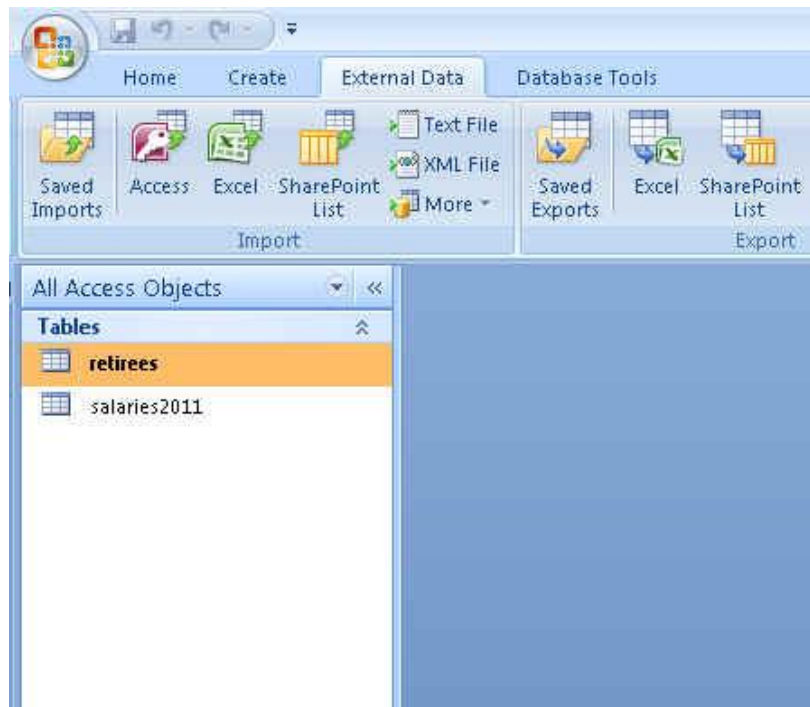 Home Create External Data Database Tools
Saved Imports
Access
Excel
SharePoint List
Text File
XML File
More
Saved Exports
Excel
SharePoint List
Import
Export
All Access Objects
Tables
retirees
salaries2011